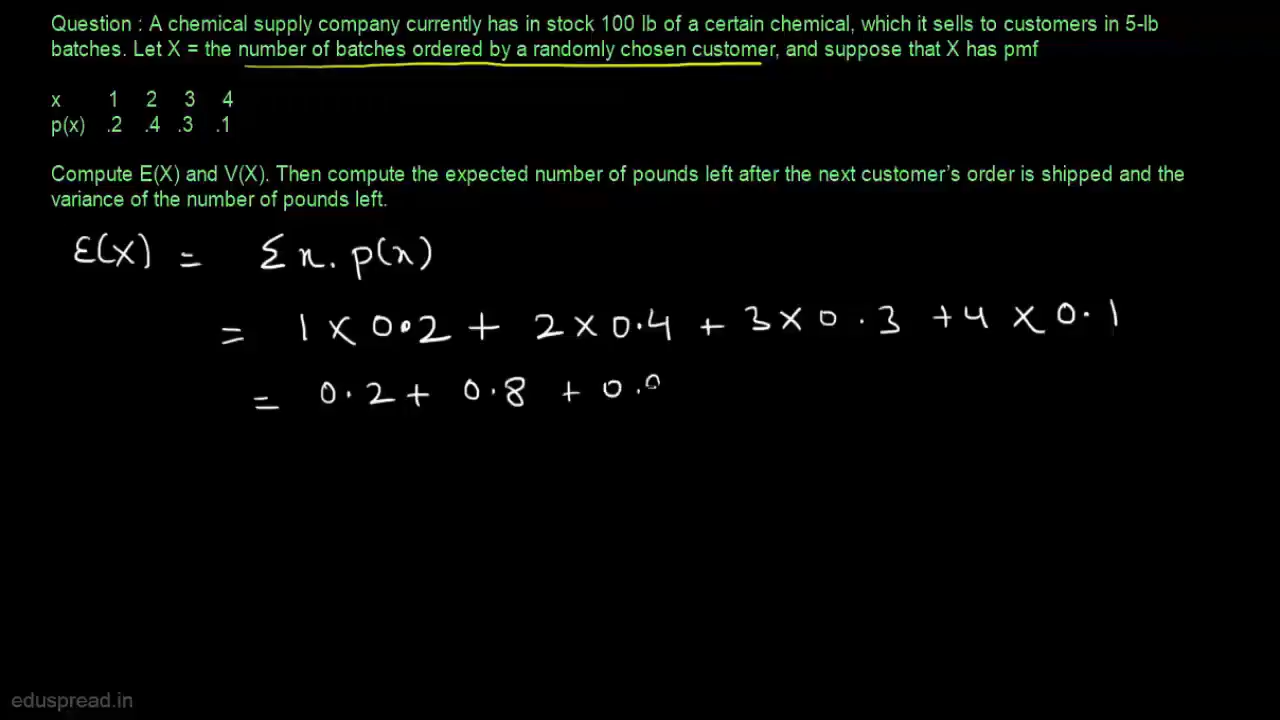 Question : A chemical supply company currently has in stock 100 lb of a certain chemical, which it sells to customers in 5-lb
batches. Let X = the number of batches ordered by a randomly chosen customer, and suppose that X has pmf
x 1 2 3 4
p(x) .2 .4 .3 .1
Compute E(X) and V(X). Then compute the expected number of pounds left after the next customer’s order is shipped and the
variance of the number of pounds left.
E(X) = Σ x. p(x)
= 1 × 0.2 + 2 × 0.4 + 3 × 0.3 + 4 × 0.1
= 0.2 + 0.8 + 0.
eduspread.in